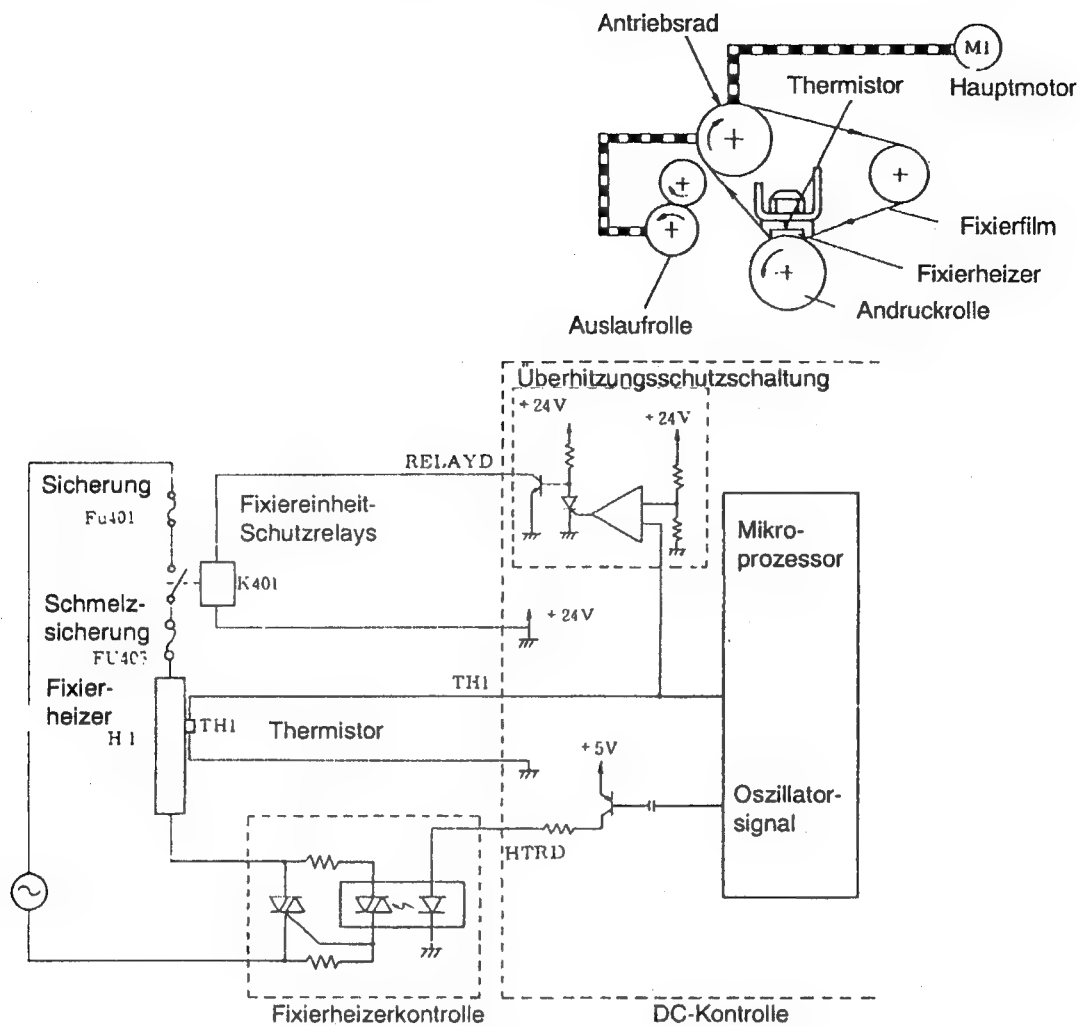 Antriebsrad
M1
Hauptmotor
Thermistor
Fixierfilm
Fixierheizer
Andruckrolle
Auslaufrolle
Überhitzungsschutzschaltung
+24V
+24V
RELAYD
Sicherung
Fu401
Fixiereinheit-
Schutzrelays
K401
Mikro-
prozessor
Schmelz-
sicherung
FU403
+24V
Fixier-
heizer
H1
TH1
TH1
Thermistor
+5V
Oszillator-
signal
HTRD
Fixierheizerkontrolle
DC-Kontrolle